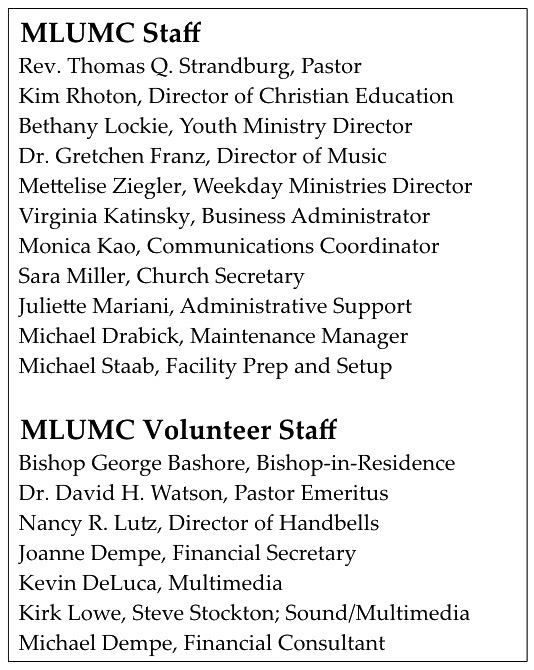 MLUMC Staff
Rev. Thomas Q. Strandburg, Pastor
Kim Rhoton, Director of Christian Education
Bethany Lockie, Youth Ministry Director
Dr. Gretchen Franz, Director of Music
Mettelise Ziegler, Weekday Ministries Director
Virginia Katinsky, Business Administrator
Monica Kao, Communications Coordinator
Sara Miller, Church Secretary
Juliette Mariani, Administrative Support
Michael Drabick, Maintenance Manager
Michael Staab, Facility Prep and Setup
MLUMC Volunteer Staff
Bishop George Bashore, Bishop-in-Residence
Dr. David H. Watson, Pastor Emeritus
Nancy R. Lutz, Director of Handbells
Joanne Dempe, Financial Secretary
Kevin DeLuca, Multimedia
Kirk Lowe, Steve Stockton; Sound/Multimedia
Michael Dempe, Financial Consultant